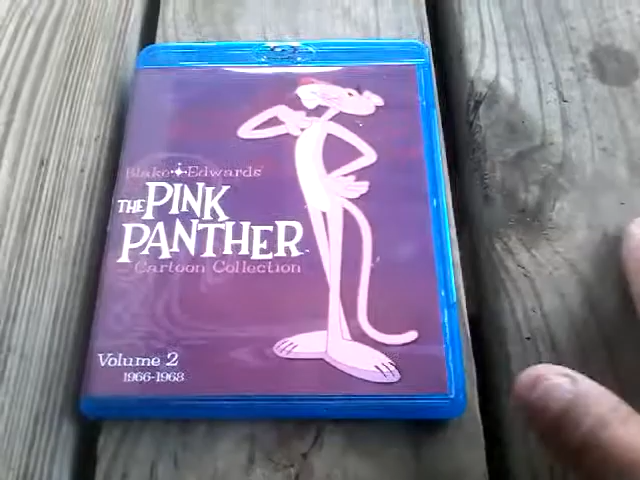 Blake Edwards'
THE PINK
PANTHER
Cartoon Collection
Volume 2
1966-1968